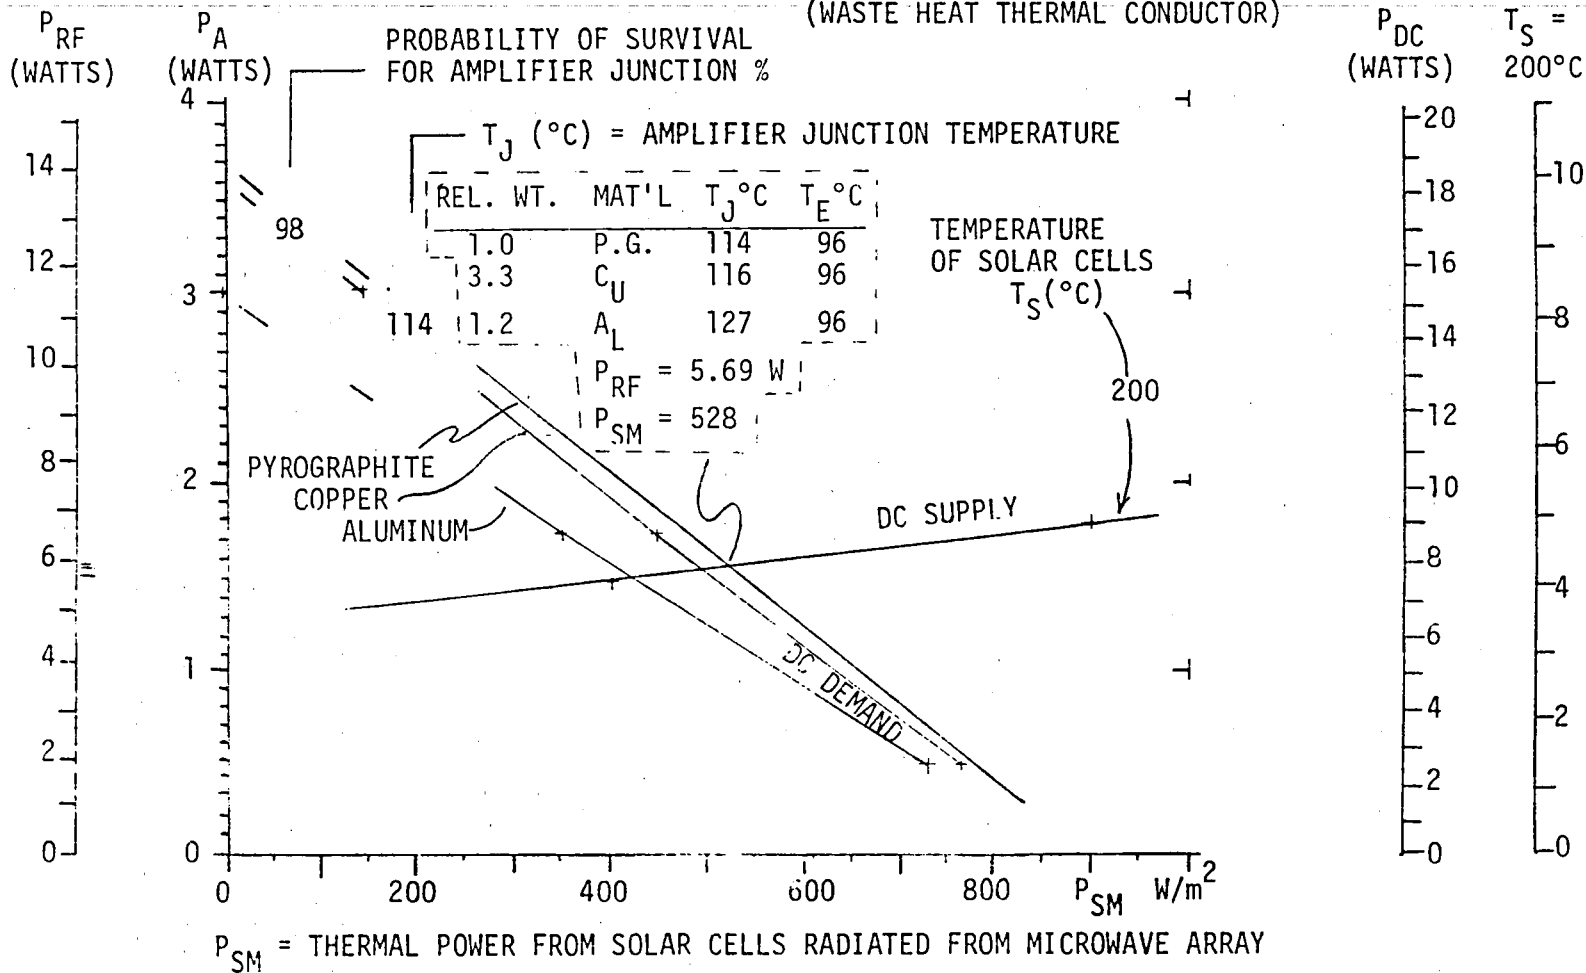 (WASTE HEAT THERMAL CONDUCTOR)
P_RF
(WATTS)
P_A
(WATTS)
PROBABILITY OF SURVIVAL
FOR AMPLIFIER JUNCTION %
P_DC
(WATTS)
T_S =
200°C
T_J (°C) = AMPLIFIER JUNCTION TEMPERATURE
REL. WT. MAT'L T_J°C T_E°C
1.0 P.G. 114 96
3.3 C_U 116 96
1.2 A_L 127 96
P_RF = 5.69 W
P_SM = 528
98
114
TEMPERATURE
OF SOLAR CELLS
T_S(°C)
200
PYROGRAPHITE
COPPER
ALUMINUM
DC SUPPLY
DC DEMAND
14
12
10
8
6
4
2
0
4
3
2
1
0
20
18
16
14
12
10
8
6
4
2
0
10
8
6
4
2
0
0 200 400 600 800 P_SM W/m²
P_SM = THERMAL POWER FROM SOLAR CELLS RADIATED FROM MICROWAVE ARRAY